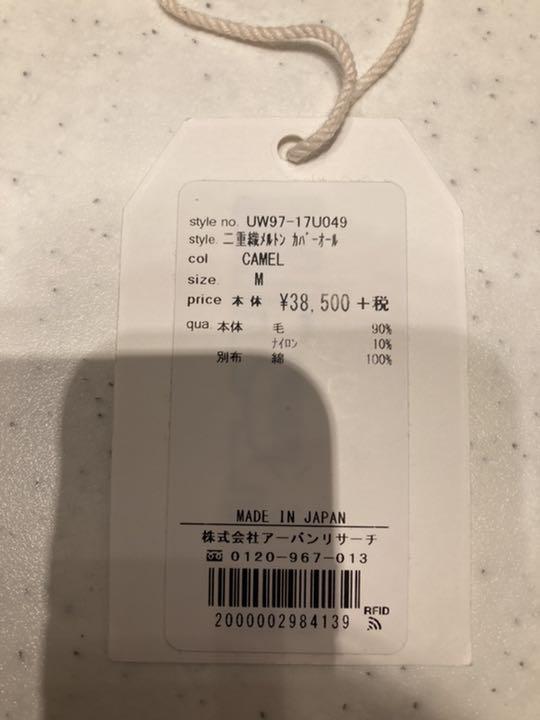 style no. UW97-17U049
style. 二重織ﾒﾙﾄﾝ ｶﾊﾞｰｵｰﾙ
col CAMEL
size. M
price 本体 ¥38,500 +税
qua. 本体 毛 90%
ﾅｲﾛﾝ 10%
別布 綿 100%
MADE IN JAPAN
株式会社アーバンリサーチ
0120-967-013
RFID
2000002984139